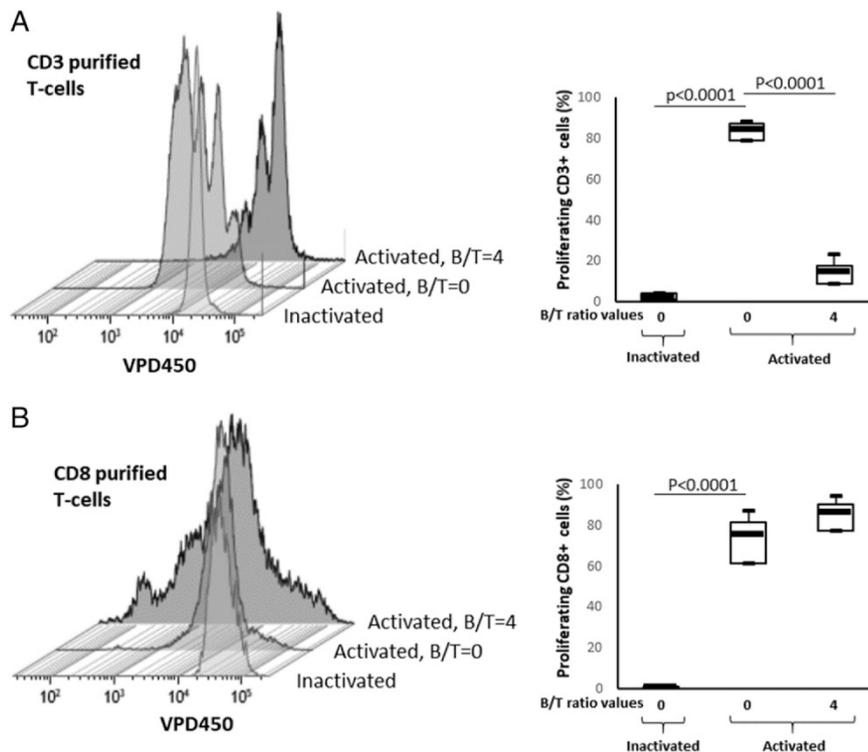 A
CD3 purified
T-cells
Activated, B/T=4
Activated, B/T=0
Inactivated
10² 10³ 10⁴ 10⁵
VPD450
Proliferating CD3+ cells (%)
p<0.0001 P<0.0001
100
80
60
40
20
0
B/T ratio values 0 0 4
Inactivated Activated
B
CD8 purified
T-cells
Activated, B/T=4
Activated, B/T=0
Inactivated
10² 10³ 10⁴ 10⁵
VPD450
Proliferating CD8+ cells (%)
P<0.0001
100
80
60
40
20
0
B/T ratio values 0 0 4
Inactivated Activated